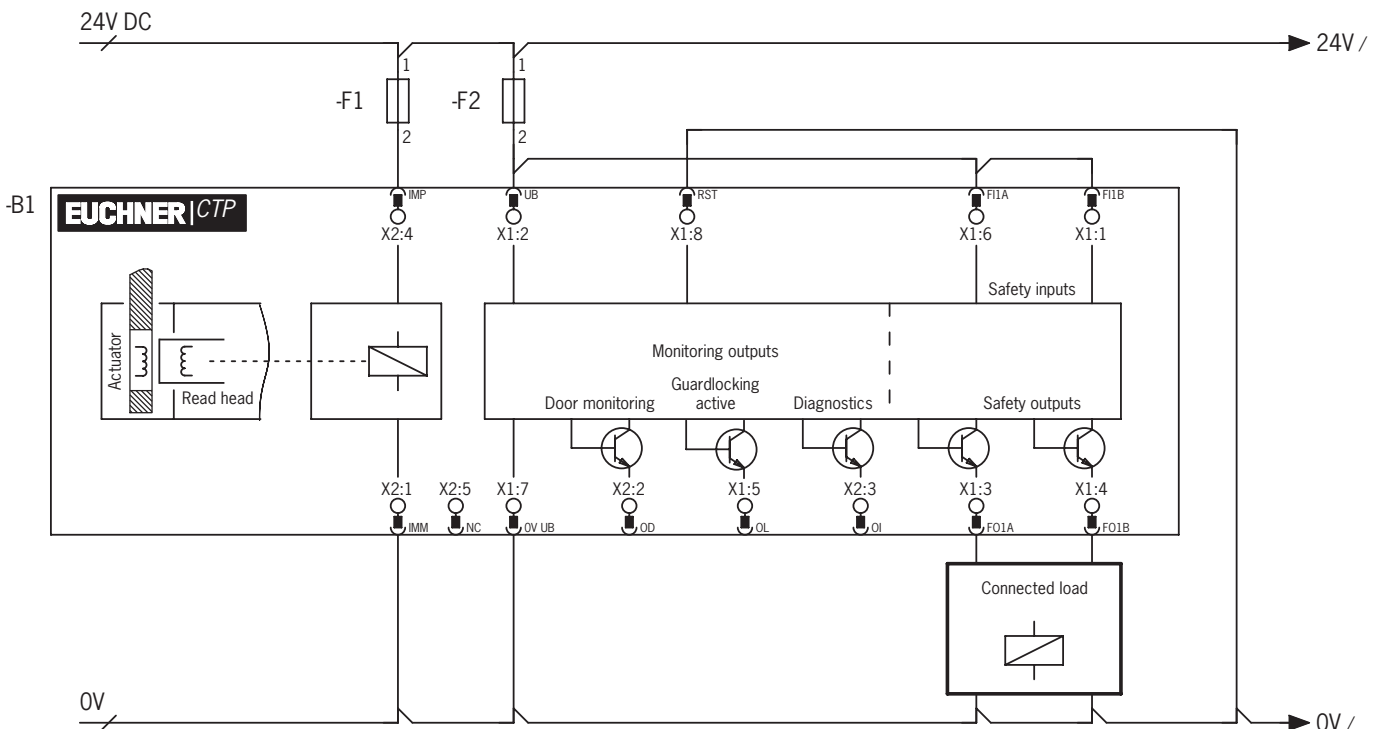 24V DC
24V /
1
1
-F1
-F2
2
2
-B1
EUCHNER|CTP
IMP
UB
RST
FI1A
FI1B
X2:4
X1:2
X1:8
X1:6
X1:1
Safety inputs
Actuator
Read head
Monitoring outputs
Door monitoring
Guardlocking
active
Diagnostics
Safety outputs
X2:1
X2:5
X1:7
X2:2
X1:5
X2:3
X1:3
X1:4
IMM
NC
0V UB
OD
OL
OI
FO1A
FO1B
Connected load
0V
0V /